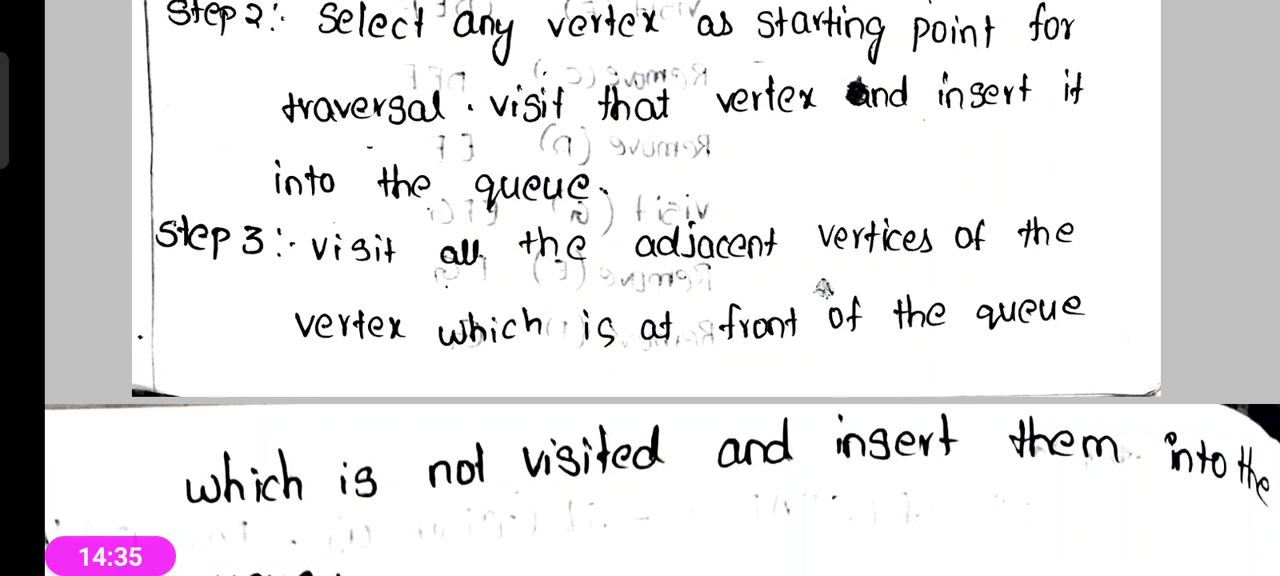 Step 2:- Select any vertex as starting point for
traversal. visit that vertex and insert it
into the queue.
Step 3:- visit all the adjacent vertices of the
vertex which is at front of the queue
which is not visited and insert them into the
14:35